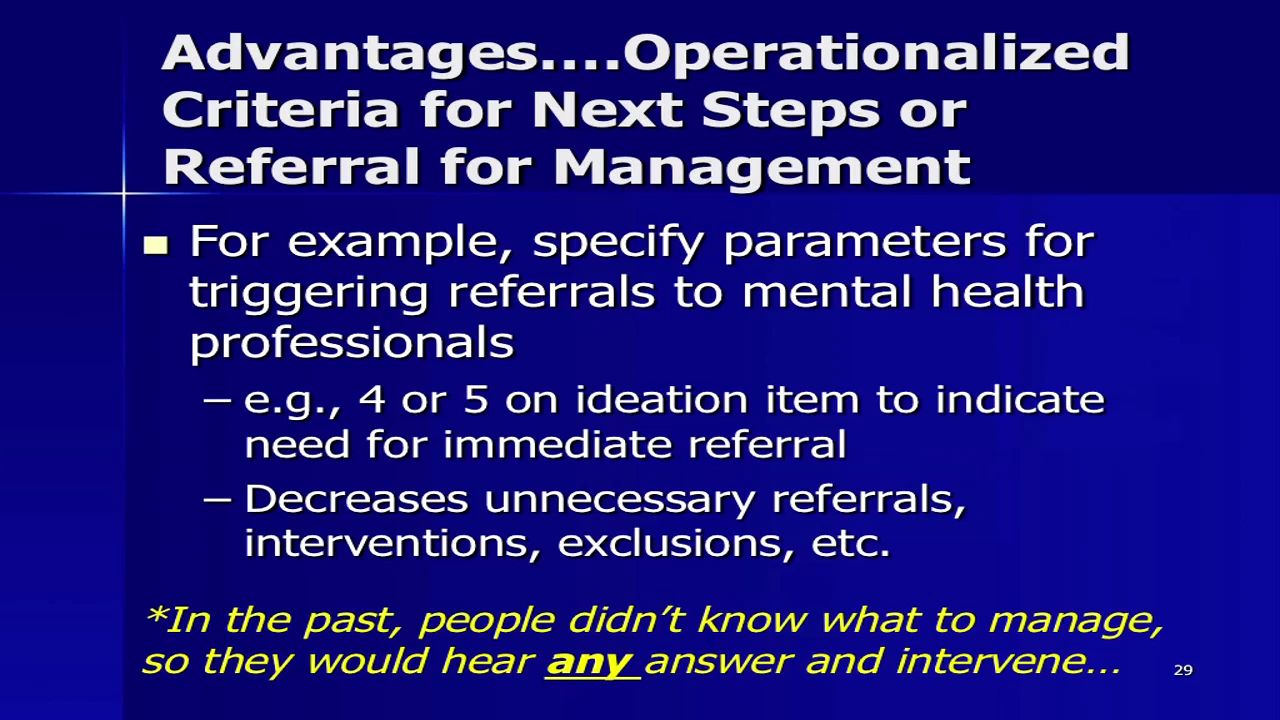 Advantages....Operationalized
Criteria for Next Steps or
Referral for Management
For example, specify parameters for
triggering referrals to mental health
professionals
– e.g., 4 or 5 on ideation item to indicate
need for immediate referral
– Decreases unnecessary referrals,
interventions, exclusions, etc.
*In the past, people didn’t know what to manage,
so they would hear any answer and intervene…
29